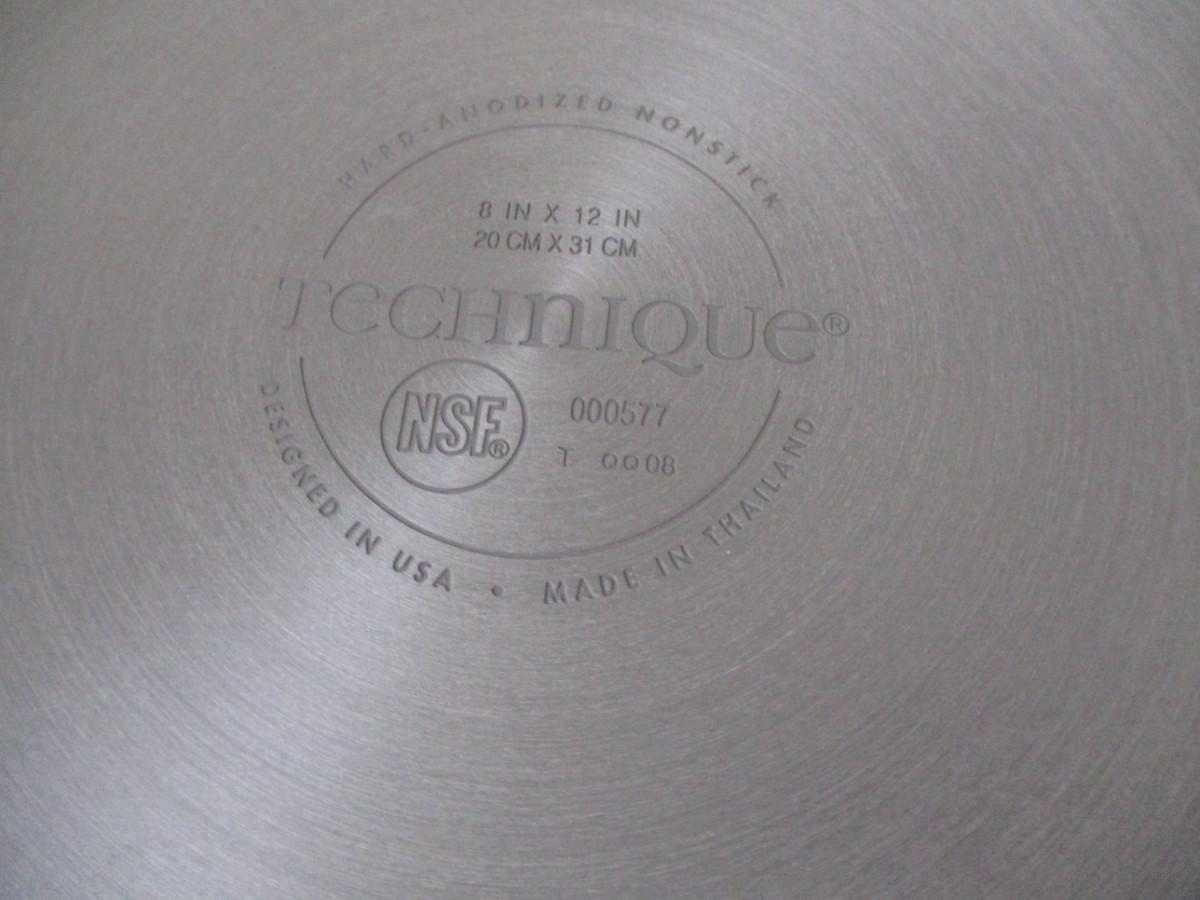 HARD·ANODIZED NONSTICK
8 IN X 12 IN
20 CM X 31 CM
TECHNIQUE®
NSF®
000577
T QQ08
DESIGNED IN USA • MADE IN THAILAND